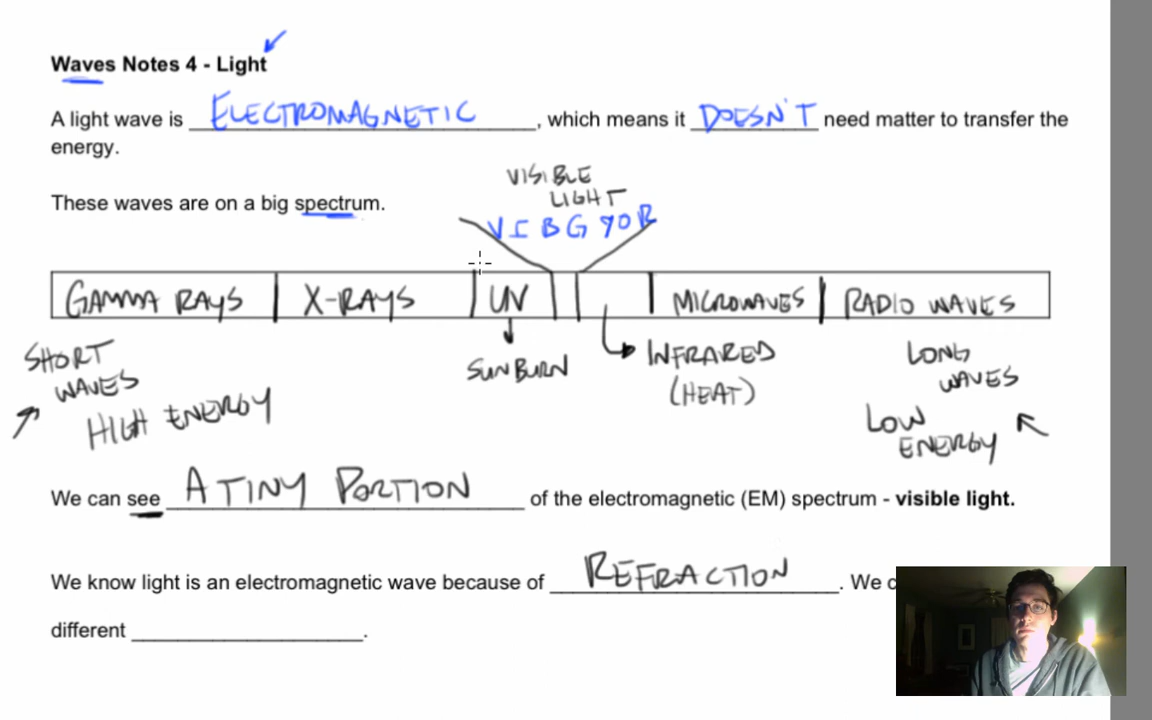 Waves Notes 4 - Light
A light wave is ELECTROMAGNETIC, which means it DOESN'T need matter to transfer the
energy.
VISIBLE
LIGHT
These waves are on a big spectrum.
V I B G Y O R
GAMMA RAYS X-RAYS UV MICROWAVES RADIO WAVES
SHORT
WAVES
HIGH ENERGY
SUNBURN
INFRARED
(HEAT)
LONG
WAVES
LOW
ENERGY
We can see A TINY PORTION of the electromagnetic (EM) spectrum - visible light.
We know light is an electromagnetic wave because of REFRACTION. We
different ____.